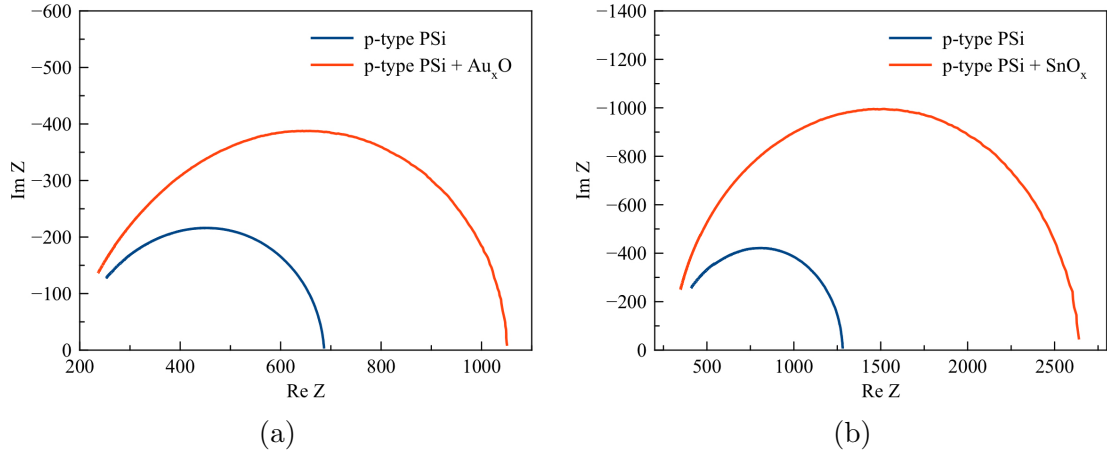 −600
−500
−400
−300
−200
−100
0
Im Z
p-type PSi
p-type PSi + AuₓO
200
400
600
800
1000
Re Z
(a)
−1400
−1200
−1000
−800
−600
−400
−200
0
Im Z
p-type PSi
p-type PSi + SnOₓ
500
1000
1500
2000
2500
Re Z
(b)